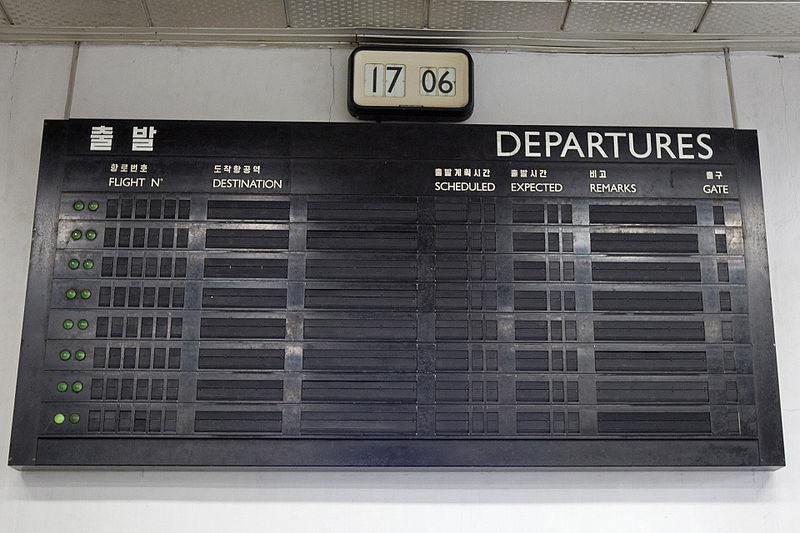 17 06
출발 DEPARTURES
항로번호 도착항공역 출발계획시간 출발시간 비고 출구
FLIGHT Nº DESTINATION SCHEDULED EXPECTED REMARKS GATE